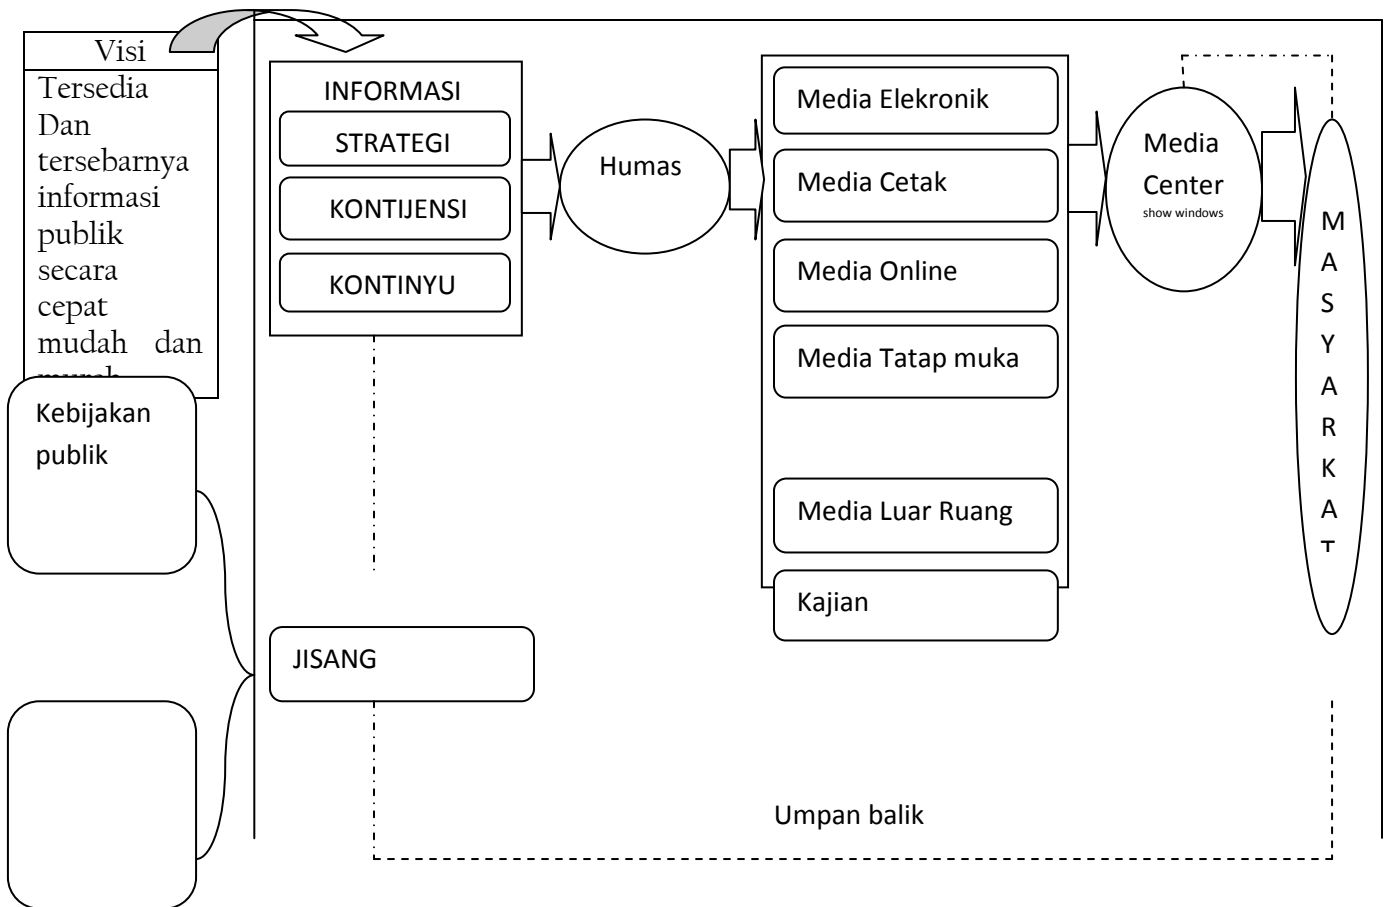 Visi
Tersedia
Dan
tersebarnya
informasi
publik
secara
cepat
mudah dan
Kebijakan
publik
INFORMASI
STRATEGI
KONTIJENSI
KONTINYU
JISANG
Humas
Media Elekronik
Media Cetak
Media Online
Media Tatap muka
Media Luar Ruang
Kajian
Media
Center
show windows
M
A
S
Y
A
R
K
A
T
Umpan balik